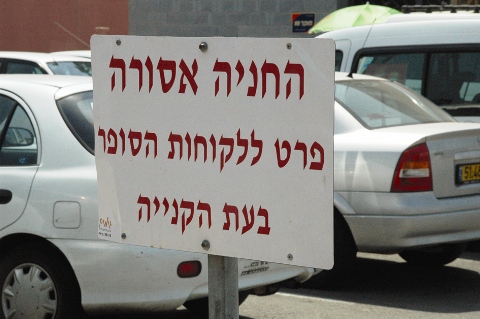 החניה אסורה
פרט ללקוחות הסופר
בעת הקנייה